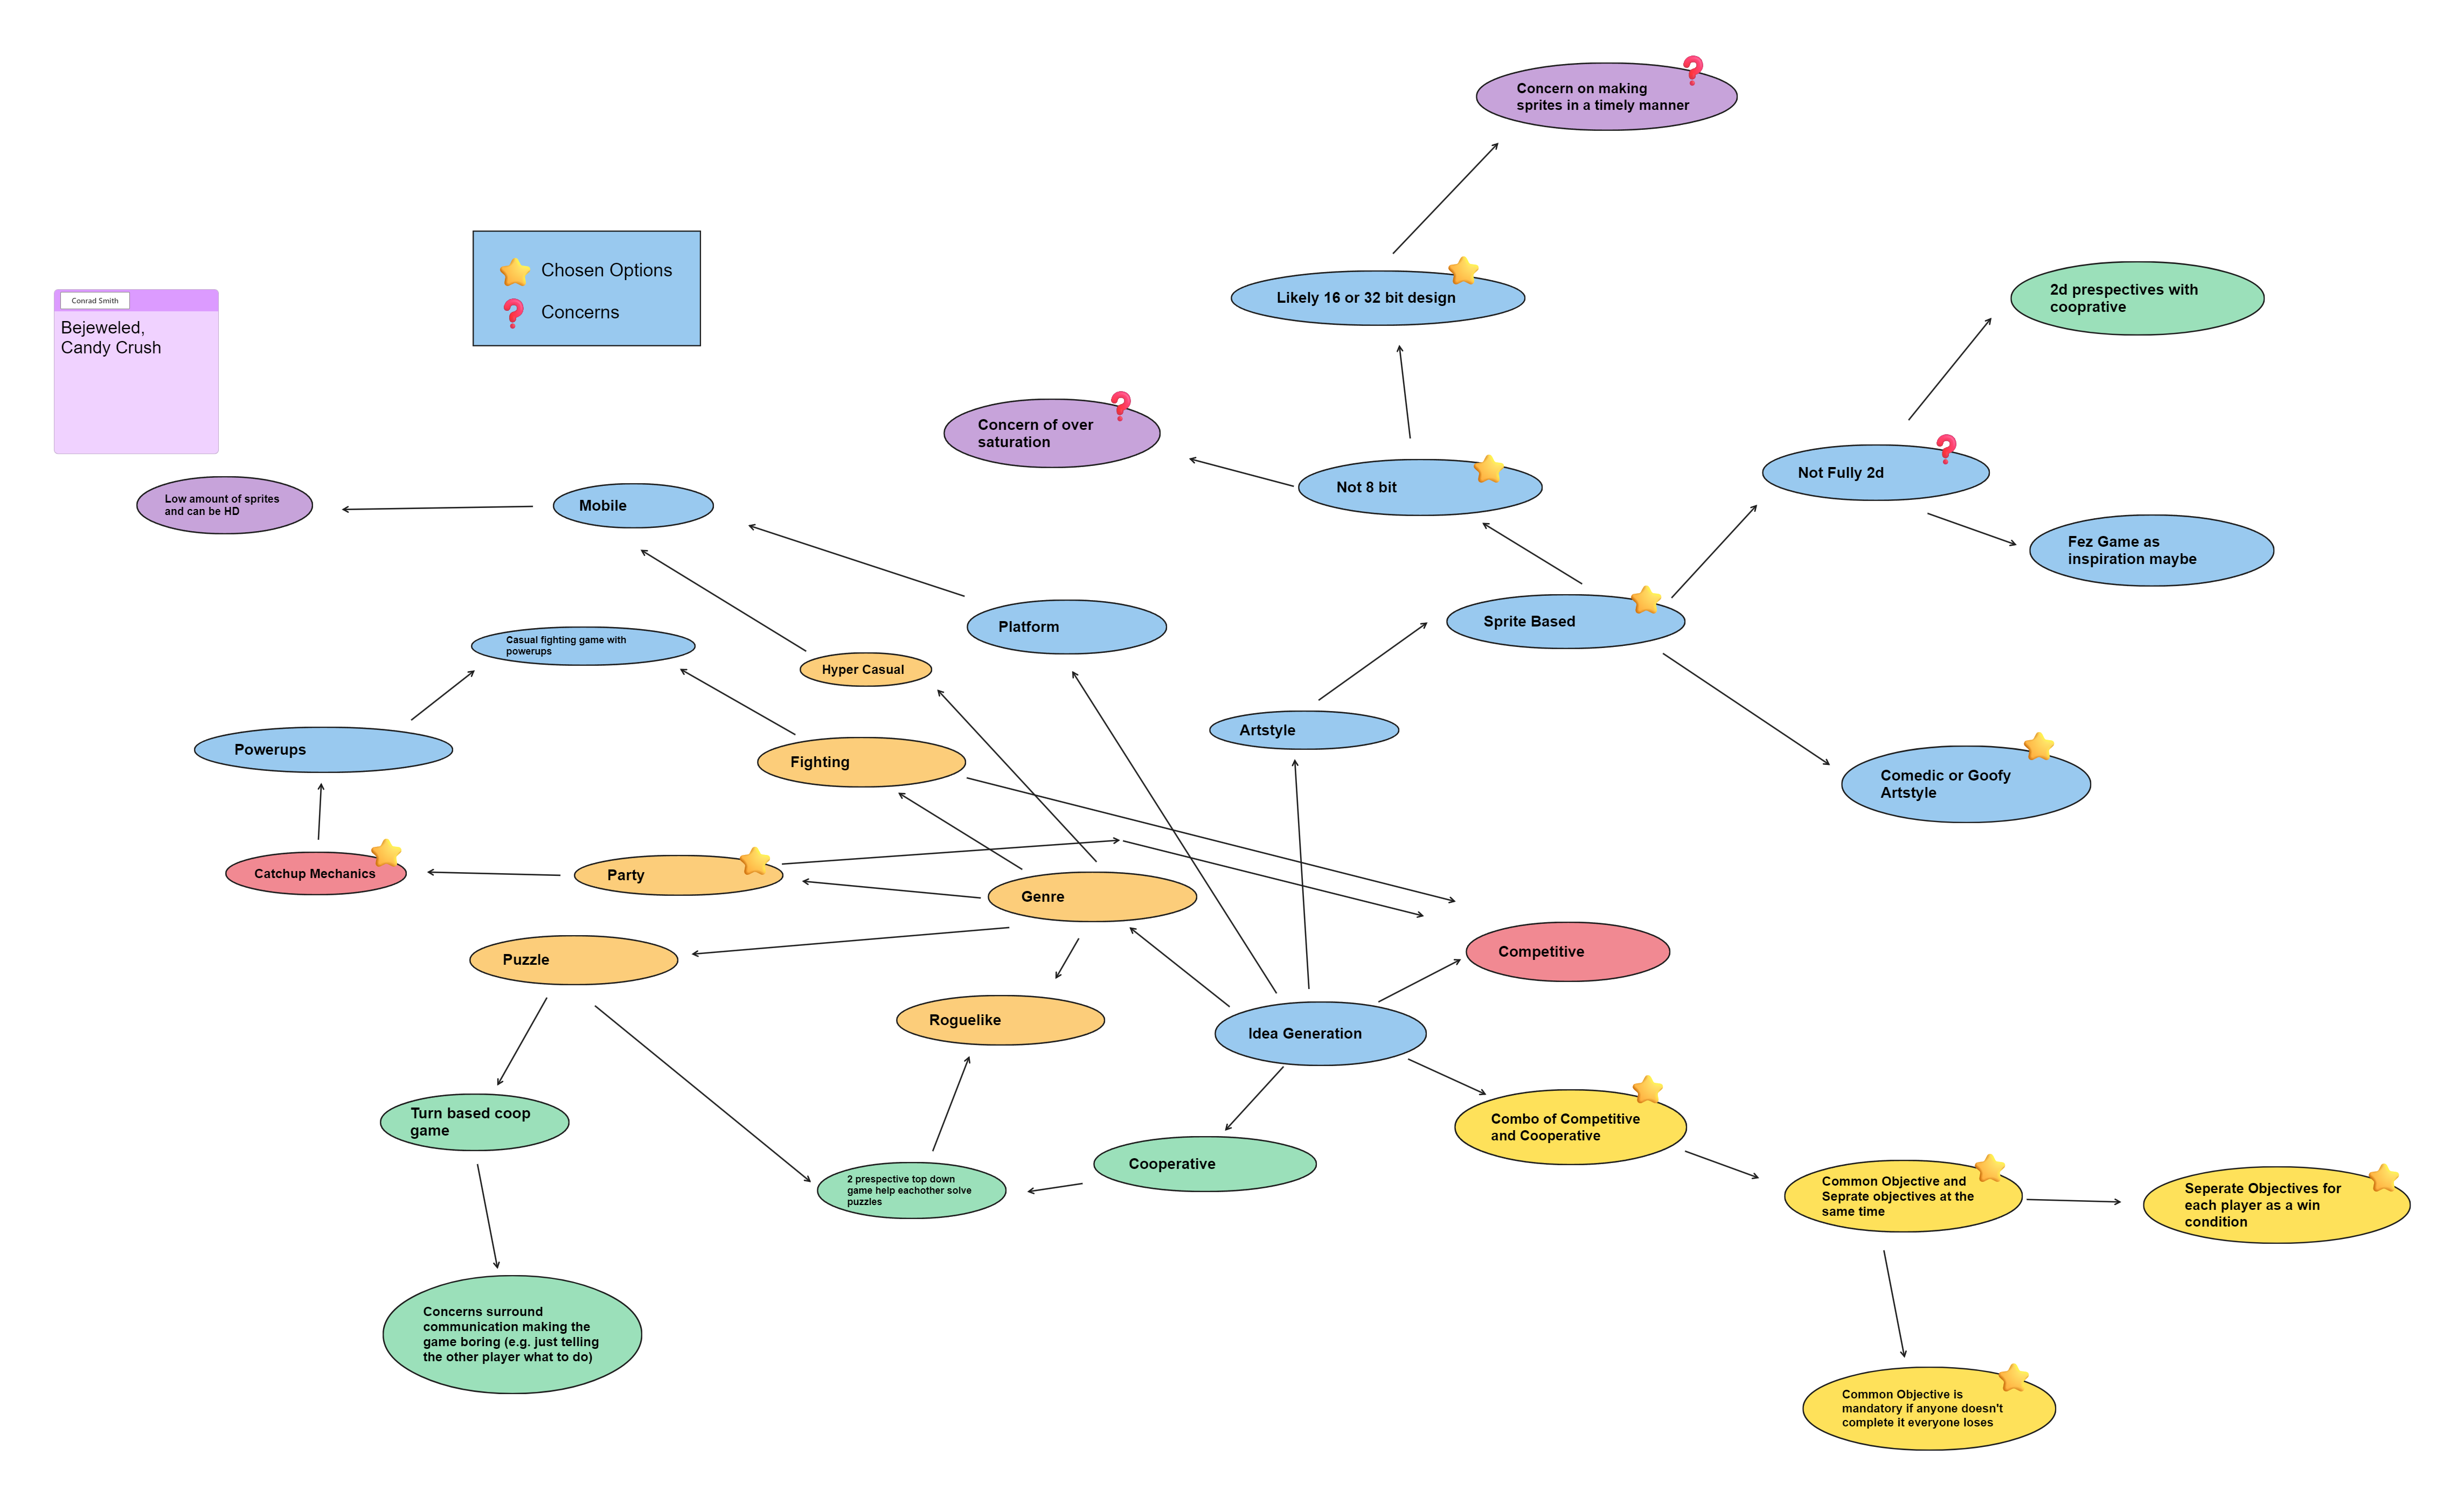 Concern on making
sprites in a timely manner
Chosen Options
Concerns
Conrad Smith
Bejeweled,
Candy Crush
Likely 16 or 32 bit design
2d prespectives with
cooprative
Concern of over
saturation
Not 8 bit
Not Fully 2d
Low amount of sprites
and can be HD
Mobile
Fez Game as
inspiration maybe
Platform
Sprite Based
Casual fighting game with
powerups
Hyper Casual
Artstyle
Powerups
Fighting
Comedic or Goofy
Artstyle
Catchup Mechanics
Party
Genre
Puzzle
Competitive
Roguelike
Idea Generation
Turn based coop
game
Combo of Competitive
and Cooperative
Cooperative
2 prespective top down
game help eachother solve
puzzles
Common Objective and
Seprate objectives at the
same time
Seperate Objectives for
each player as a win
condition
Concerns surround
communication making the
game boring (e.g. just telling
the other player what to do)
Common Objective is
mandatory if anyone doesn't
complete it everyone loses